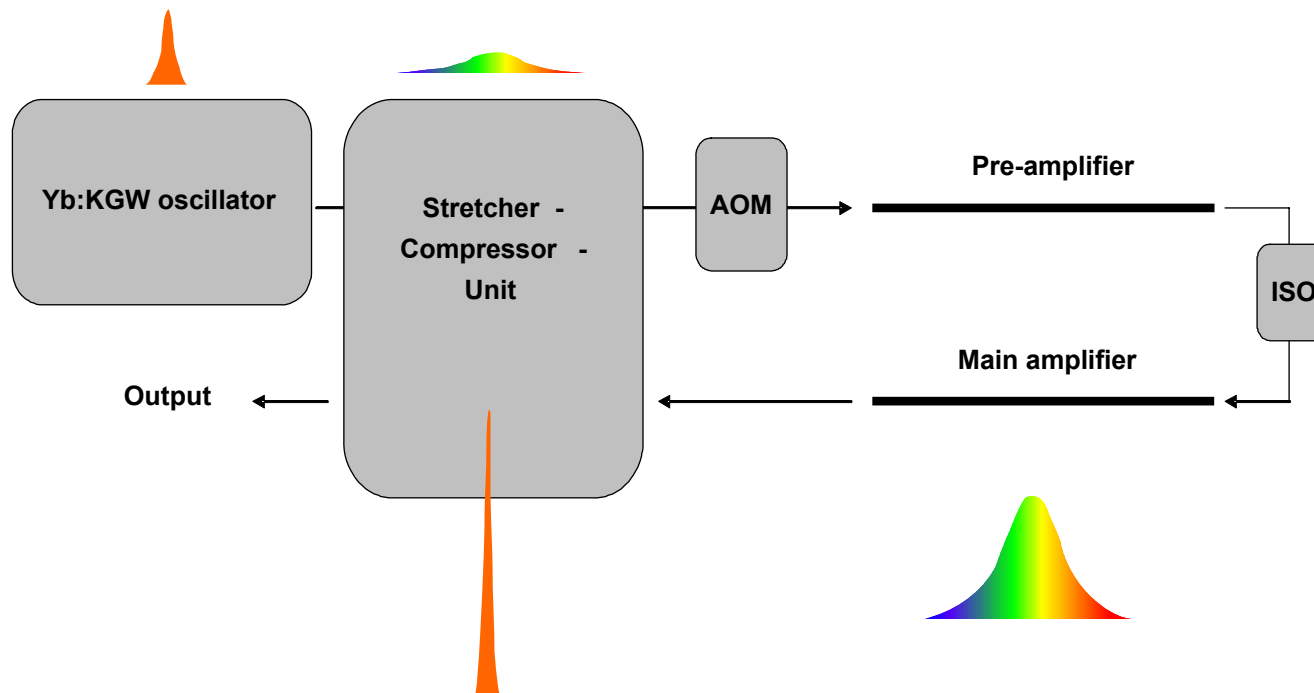 Yb:KGW oscillator
Stretcher -
Compressor -
Unit
AOM
Pre-amplifier
ISO
Main amplifier
Output